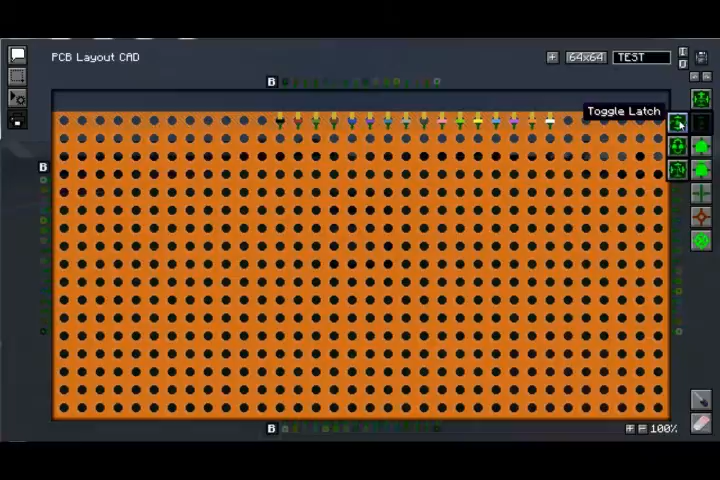 PCB Layout CAD
+ 64x64 TEST
B
Toggle Latch
B
B
+ - 100%